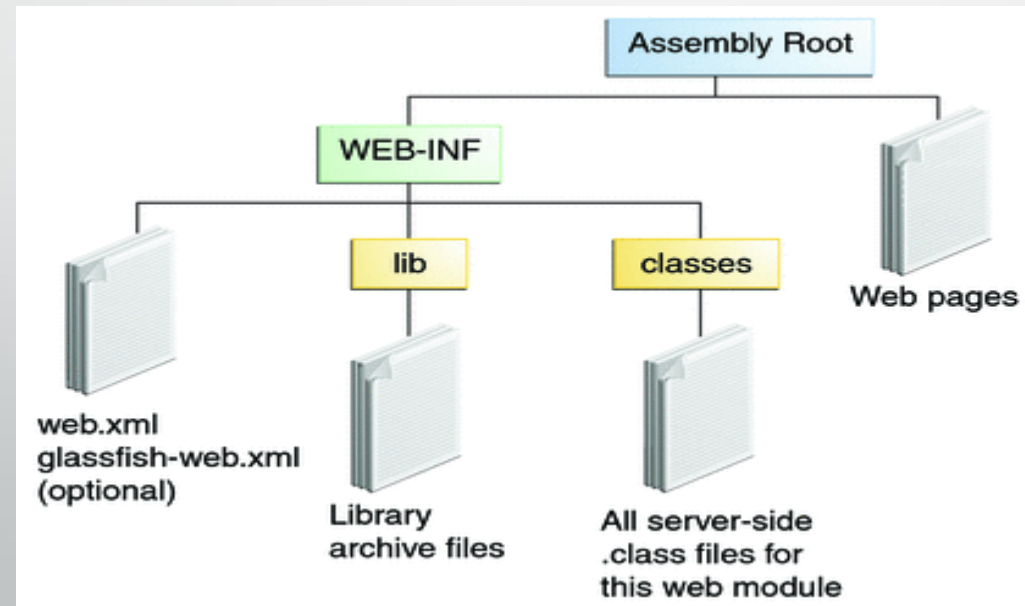 Assembly Root
WEB-INF
lib
classes
Web pages
web.xml
glassfish-web.xml
(optional)
Library
archive files
All server-side
.class files for
this web module